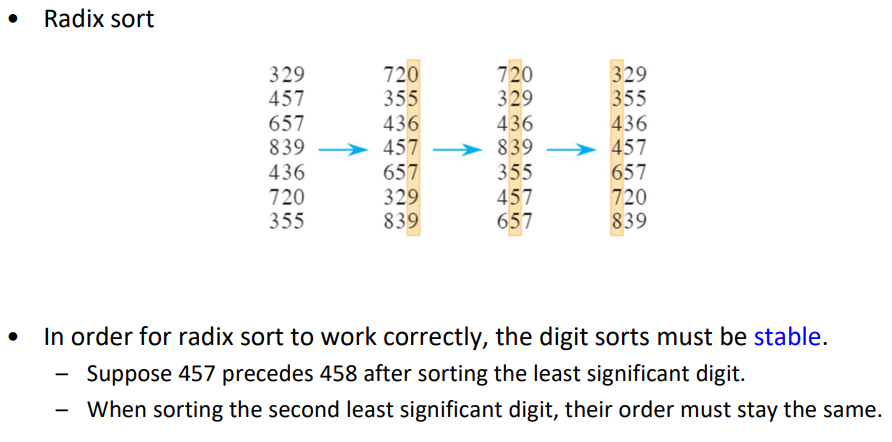 • Radix sort
329 720 720 329
457 355 329 355
657 436 436 436
839 457 839 457
436 657 355 657
720 329 457 720
355 839 657 839
• In order for radix sort to work correctly, the digit sorts must be stable.
– Suppose 457 precedes 458 after sorting the least significant digit.
– When sorting the second least significant digit, their order must stay the same.